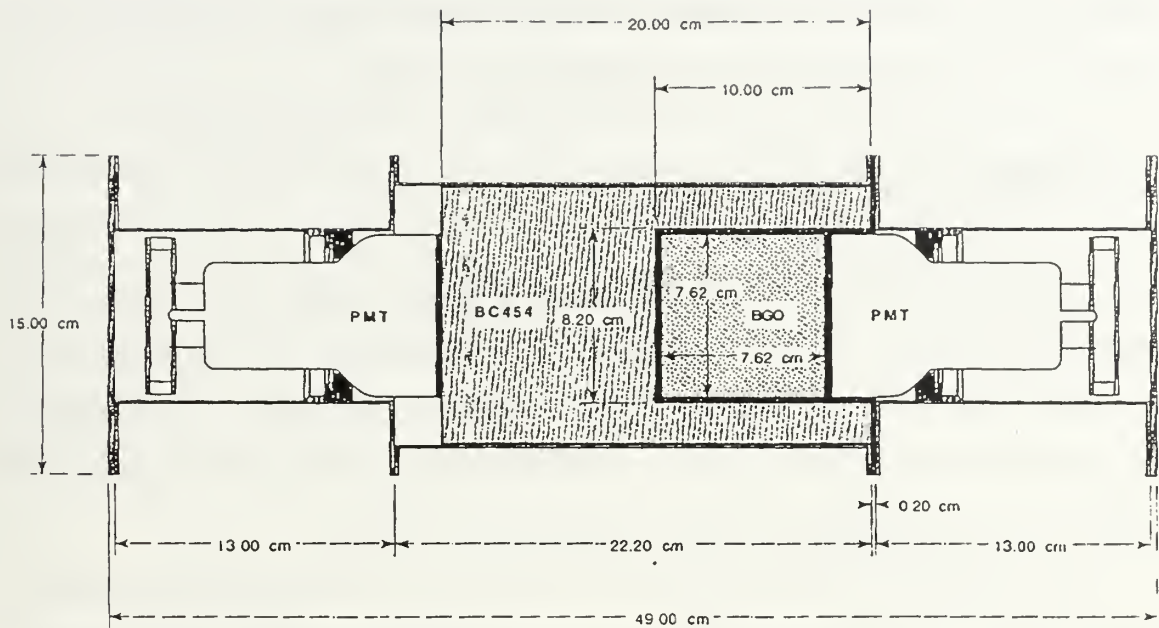 20.00 cm
10.00 cm
15.00 cm
PMT
BC454
8.20 cm
7.62 cm
BGO
PMT
7.62 cm
0.20 cm
13.00 cm
22.20 cm
13.00 cm
49.00 cm